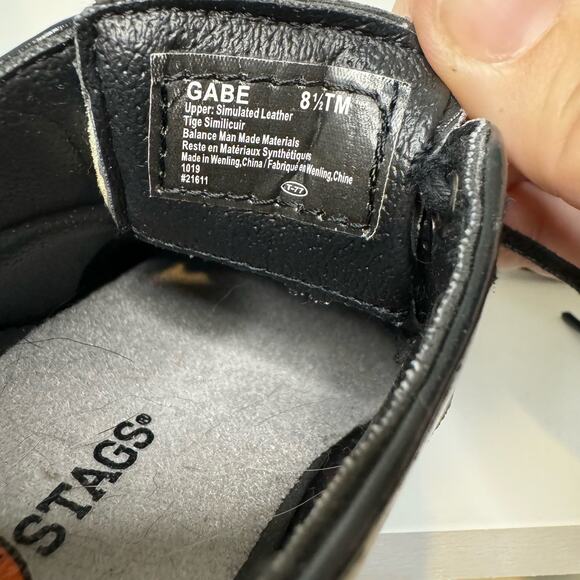 GABE 8½TM
Upper: Simulated Leather
Tige Similicuir
Balance Man Made Materials
Reste en Matériaux Synthétiques
Made in Wenling,China / Fabriqué en Wenling,Chine
1019
#21611
T-77
STAGS®